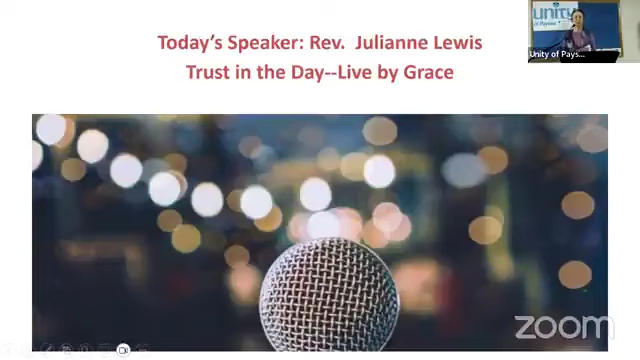 Today's Speaker: Rev.  Julianne Lewis
Trust in the Day--Live by Grace
unity
Unity of Pays...
zoom